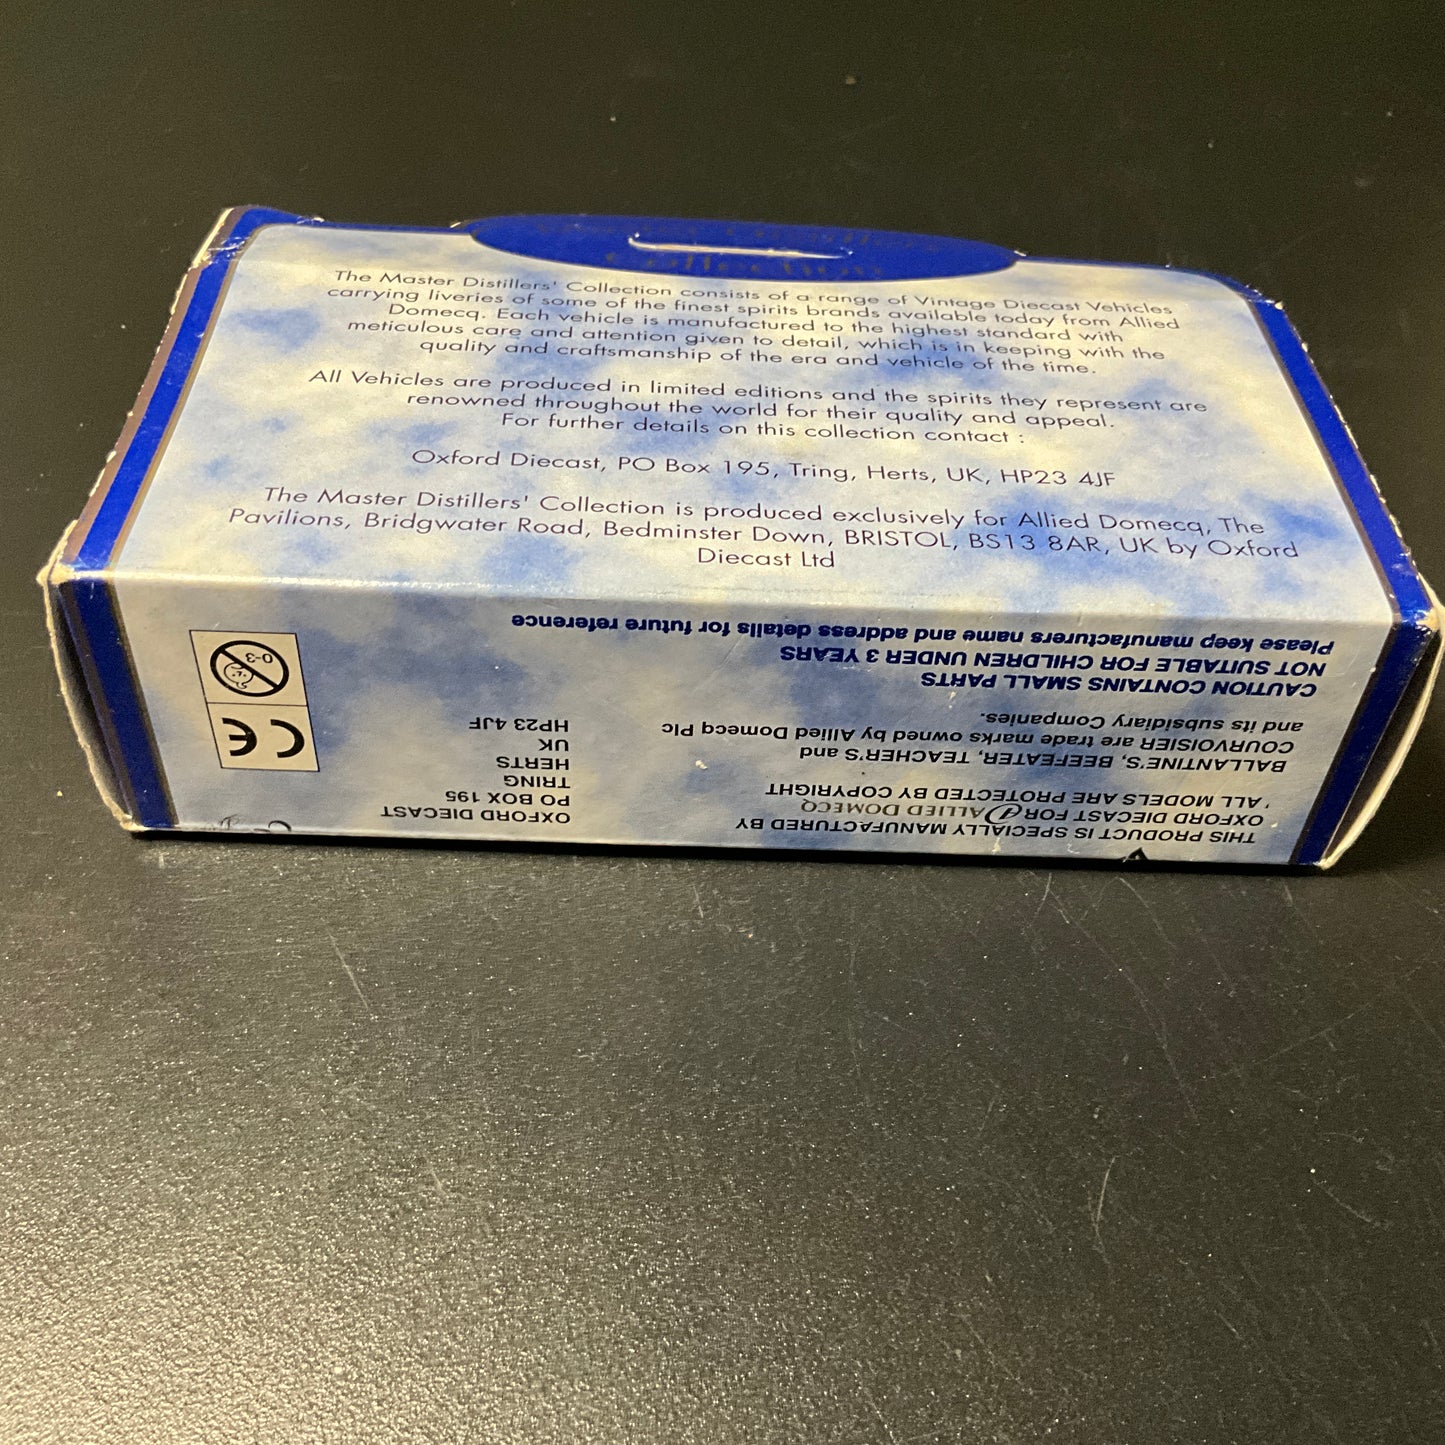 Collection
The Master Distillers' Collection consists of a range of Vintage Diecast Vehicles
carrying liveries of some of the finest spirits brands available today from Allied
Domecq. Each vehicle is manufactured to the highest standard with
meticulous care and attention given to detail, which is in keeping with the
quality and craftsmanship of the era and vehicle of the time.
All Vehicles are produced in limited editions and the spirits they represent are
renowned throughout the world for their quality and appeal.
For further details on this collection contact :
Oxford Diecast, PO Box 195, Tring, Herts, UK, HP23 4JF
The Master Distillers' Collection is produced exclusively for Allied Domecq, The
Pavilions, Bridgwater Road, Bedminster Down, BRISTOL, BS13 8AR, UK by Oxford
Diecast Ltd
THIS PRODUCT IS SPECIALLY MANUFACTURED BY
OXFORD DIECAST FOR ALLIED DOMECQ
ALL MODELS ARE PROTECTED BY COPYRIGHT
BALLANTINE'S, BEEFEATER, TEACHER'S and
COURVOISIER are trade marks owned by Allied Domecq Plc
and its subsidiary Companies.
CAUTION CONTAINS SMALL PARTS
NOT SUITABLE FOR CHILDREN UNDER 3 YEARS
Please keep manufacturers name and address details for future reference
OXFORD DIECAST
PO BOX 195
TRING
HERTS
UK
HP23 4JF
CE
0-3